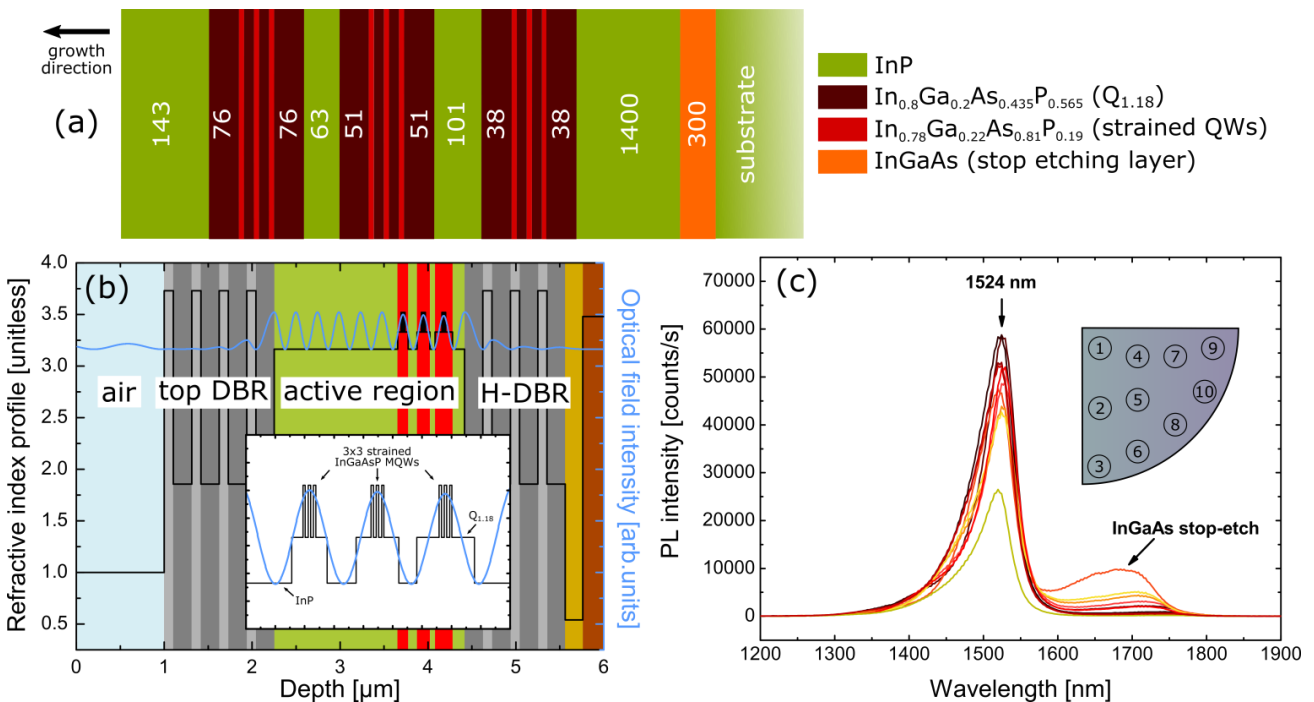 growth
direction
(a)
143
76
76
63
51
51
101
38
38
1400
300
substrate
InP
In0.8Ga0.2As0.435P0.565 (Q1.18)
In0.78Ga0.22As0.81P0.19 (strained QWs)
InGaAs (stop etching layer)
(b)
Refractive index profile [unitless]
4.0
3.5
3.0
2.5
2.0
1.5
1.0
0.5
air
top DBR
active region
H-DBR
3x3 strained
InGaAsP MQWs
Q1.18
InP
0
1
2
3
4
5
6
Depth [µm]
Optical field intensity [arb.units]
(c)
PL intensity [counts/s]
70000
60000
50000
40000
30000
20000
10000
0
1524 nm
1
4
7
9
2
5
10
3
6
8
InGaAs stop-etch
1200
1300
1400
1500
1600
1700
1800
1900
Wavelength [nm]